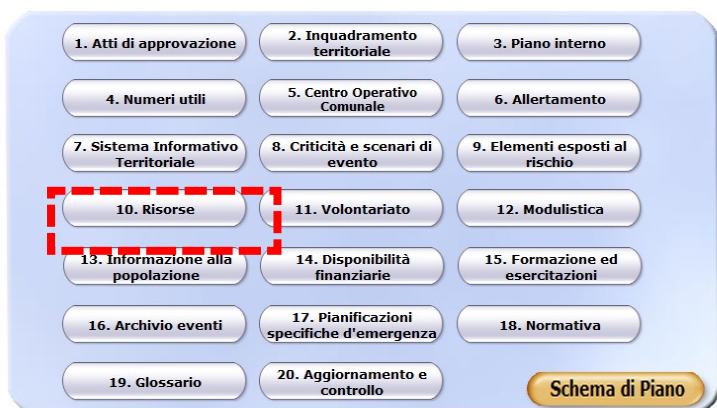 1. Atti di approvazione
2. Inquadramento
territoriale
3. Piano interno
4. Numeri utili
5. Centro Operativo
Comunale
6. Allertamento
7. Sistema Informativo
Territoriale
8. Criticità e scenari di
evento
9. Elementi esposti al
rischio
10. Risorse
11. Volontariato
12. Modulistica
13. Informazione alla
popolazione
14. Disponibilità
finanziarie
15. Formazione ed
esercitazioni
16. Archivio eventi
17. Pianificazioni
specifiche d'emergenza
18. Normativa
19. Glossario
20. Aggiornamento e
controllo
Schema di Piano